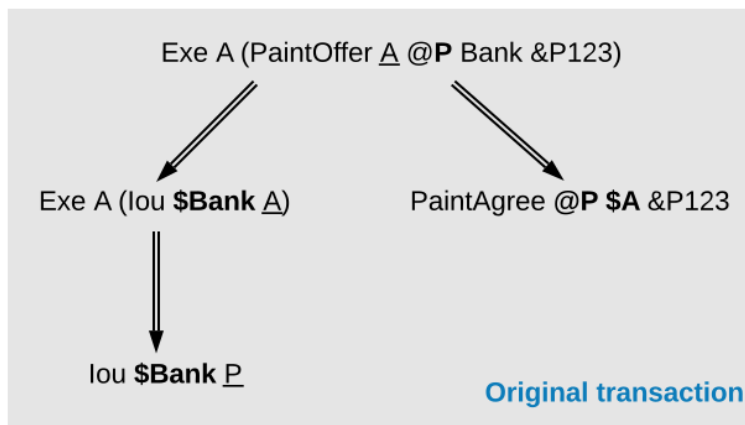 Exe A (PaintOffer A @P Bank &P123)
Exe A (Iou $Bank A)
PaintAgree @P $A &P123
Iou $Bank P
Original transaction